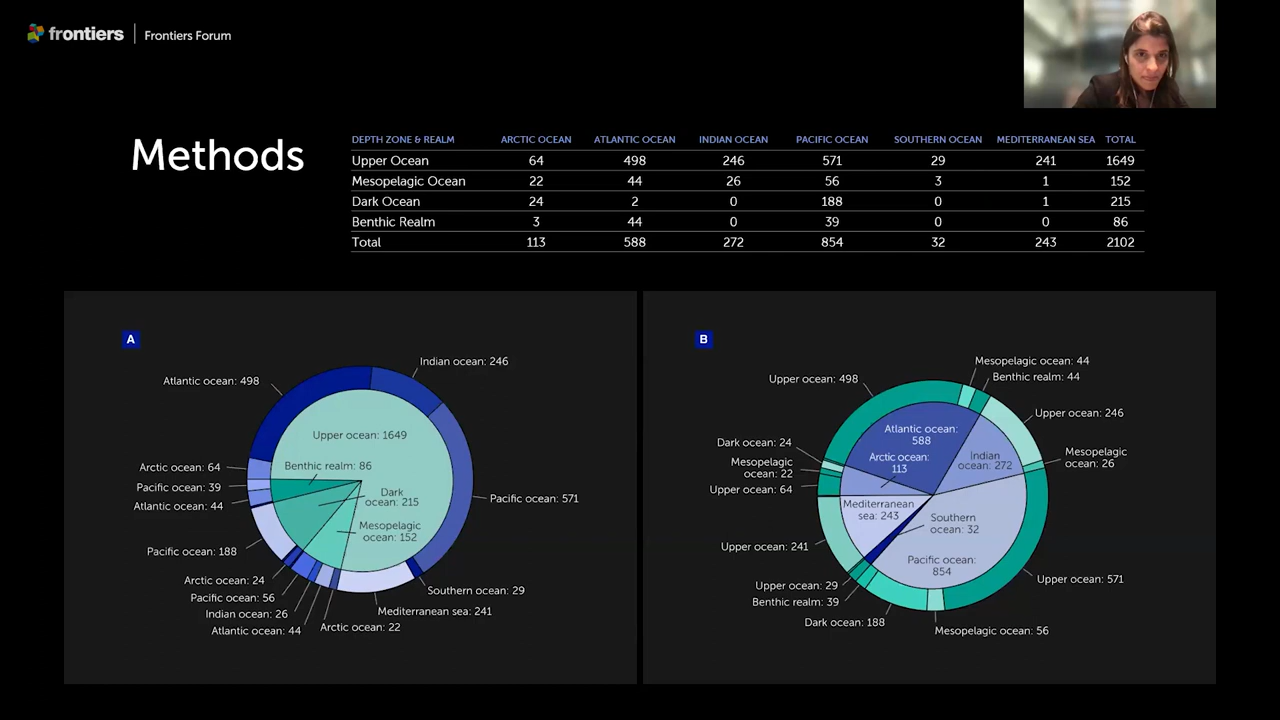 frontiers
Frontiers Forum
Methods
DEPTH ZONE & REALM ARCTIC OCEAN ATLANTIC OCEAN INDIAN OCEAN PACIFIC OCEAN SOUTHERN OCEAN MEDITERRANEAN SEA TOTAL
Upper Ocean 64 498 246 571 29 241 1649
Mesopelagic Ocean 22 44 26 56 3 1 152
Dark Ocean 24 2 0 188 0 1 215
Benthic Realm 3 44 0 39 0 0 86
Total 113 588 272 854 32 243 2102
A
Indian ocean: 246
Atlantic ocean: 498
Upper ocean: 1649
Arctic ocean: 64
Benthic realm: 86
Pacific ocean: 39
Dark
ocean: 215
Pacific ocean: 571
Atlantic ocean: 44
Mesopelagic
ocean: 152
Pacific ocean: 188
Arctic ocean: 24
Southern ocean: 29
Pacific ocean: 56
Mediterranean sea: 241
Indian ocean: 26
Atlantic ocean: 44
Arctic ocean: 22
B
Mesopelagic ocean: 44
Benthic realm: 44
Upper ocean: 498
Upper ocean: 246
Atlantic ocean:
588
Dark ocean: 24
Arctic ocean:
113
Indian
ocean: 272
Mesopelagic
ocean: 26
Mesopelagic
ocean: 22
Upper ocean: 64
Mediterranean
sea: 243
Southern
ocean: 32
Upper ocean: 241
Pacific ocean:
854
Upper ocean: 571
Upper ocean: 29
Benthic realm: 39
Dark ocean: 188
Mesopelagic ocean: 56